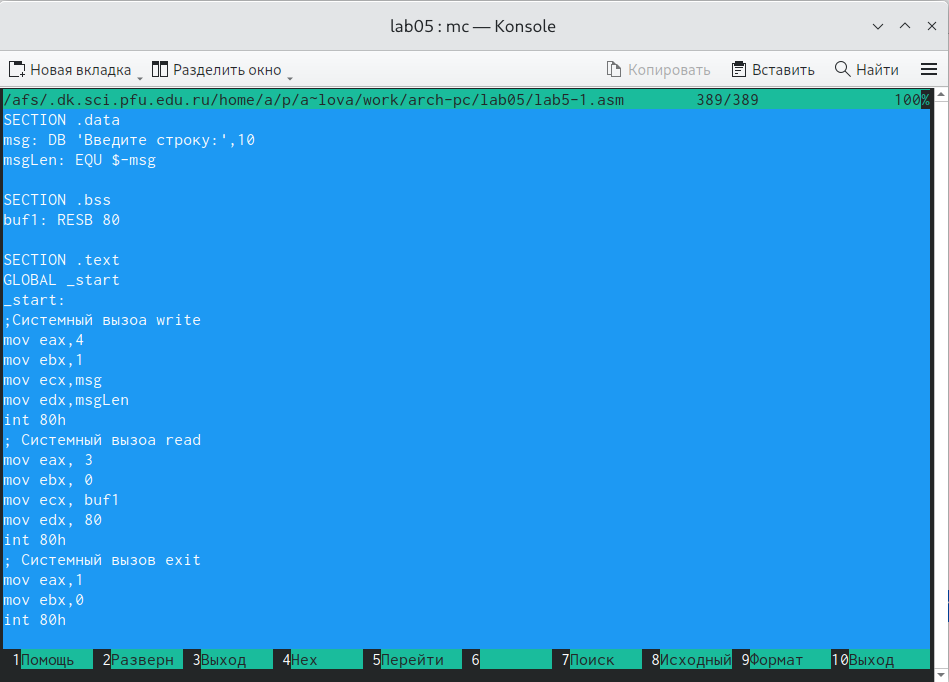 lab05 : mc — Konsole
Новая вкладка Разделить окно Копировать Вставить Найти
/afs/.dk.sci.pfu.edu.ru/home/a/p/a~lova/work/arch-pc/lab05/lab5-1.asm 389/389 100%
SECTION .data
msg: DB 'Введите строку:',10
msgLen: EQU $-msg
SECTION .bss
buf1: RESB 80
SECTION .text
GLOBAL _start
_start:
;Системный вызоа write
mov eax,4
mov ebx,1
mov ecx,msg
mov edx,msgLen
int 80h
; Системный вызоа read
mov eax, 3
mov ebx, 0
mov ecx, buf1
mov edx, 80
int 80h
; Системный вызов exit
mov eax,1
mov ebx,0
int 80h
1Помощь 2Разверн 3Выход 4Hex 5Перейти 6 7Поиск 8Исходный 9Формат 10Выход